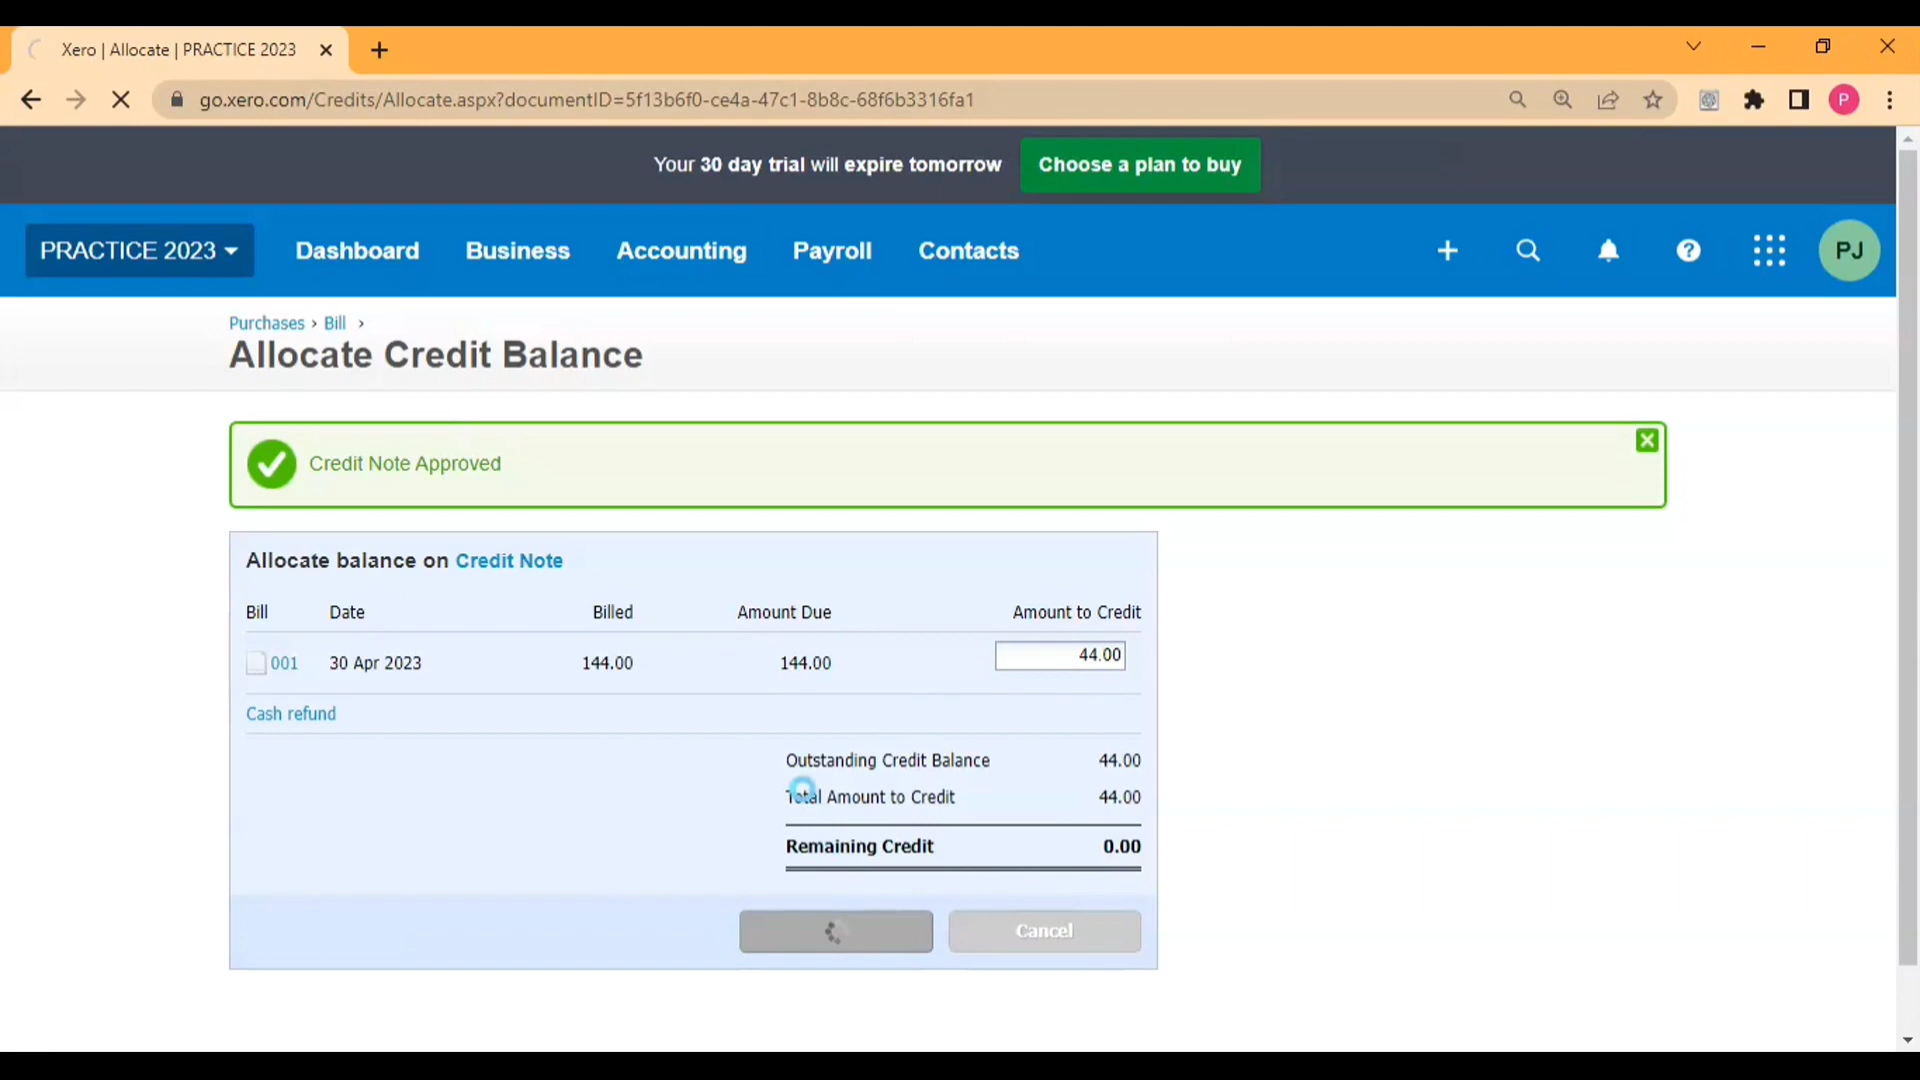 Xero | Allocate | PRACTICE 2023
go.xero.com/Credits/Allocate.aspx?documentID=5f13b6f0-ce4a-47c1-8b8c-68f6b3316fa1
P
Your 30 day trial will expire tomorrow
Choose a plan to buy
PRACTICE 2023
Dashboard
Business
Accounting
Payroll
Contacts
PJ
Purchases › Bill ›
Allocate Credit Balance
Credit Note Approved
Allocate balance on Credit Note
Bill Date Billed Amount Due Amount to Credit
001 30 Apr 2023 144.00 144.00 44.00
Cash refund
Outstanding Credit Balance 44.00
Total Amount to Credit 44.00
Remaining Credit 0.00
Cancel